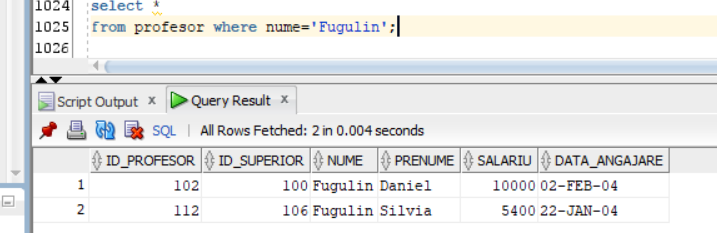 1024 select *
1025 from profesor where nume='Fugulin';
1026
Script Output x Query Result x
SQL | All Rows Fetched: 2 in 0.004 seconds
ID_PROFESOR ID_SUPERIOR NUME PRENUME SALARIU DATA_ANGAJARE
1 102 100 Fugulin Daniel 10000 02-FEB-04
2 112 106 Fugulin Silvia 5400 22-JAN-04